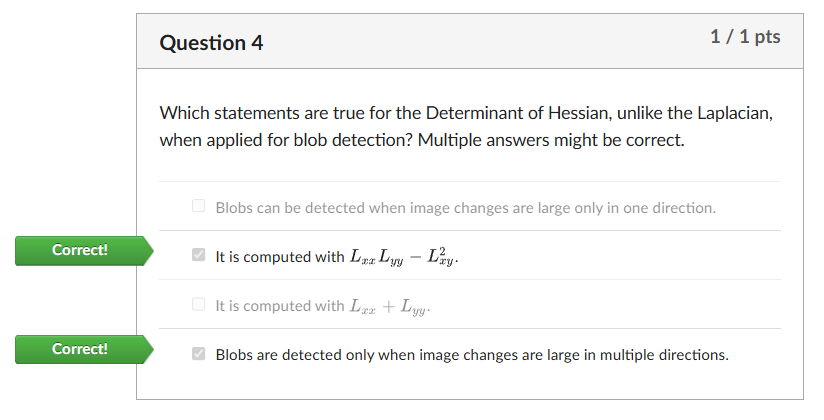 Question 4
1 / 1 pts
Which statements are true for the Determinant of Hessian, unlike the Laplacian,
when applied for blob detection? Multiple answers might be correct.
Blobs can be detected when image changes are large only in one direction.
Correct!
It is computed with $L_{xx}L_{yy} - L_{xy}^2$.
It is computed with $L_{xx} + L_{yy}$.
Correct!
Blobs are detected only when image changes are large in multiple directions.